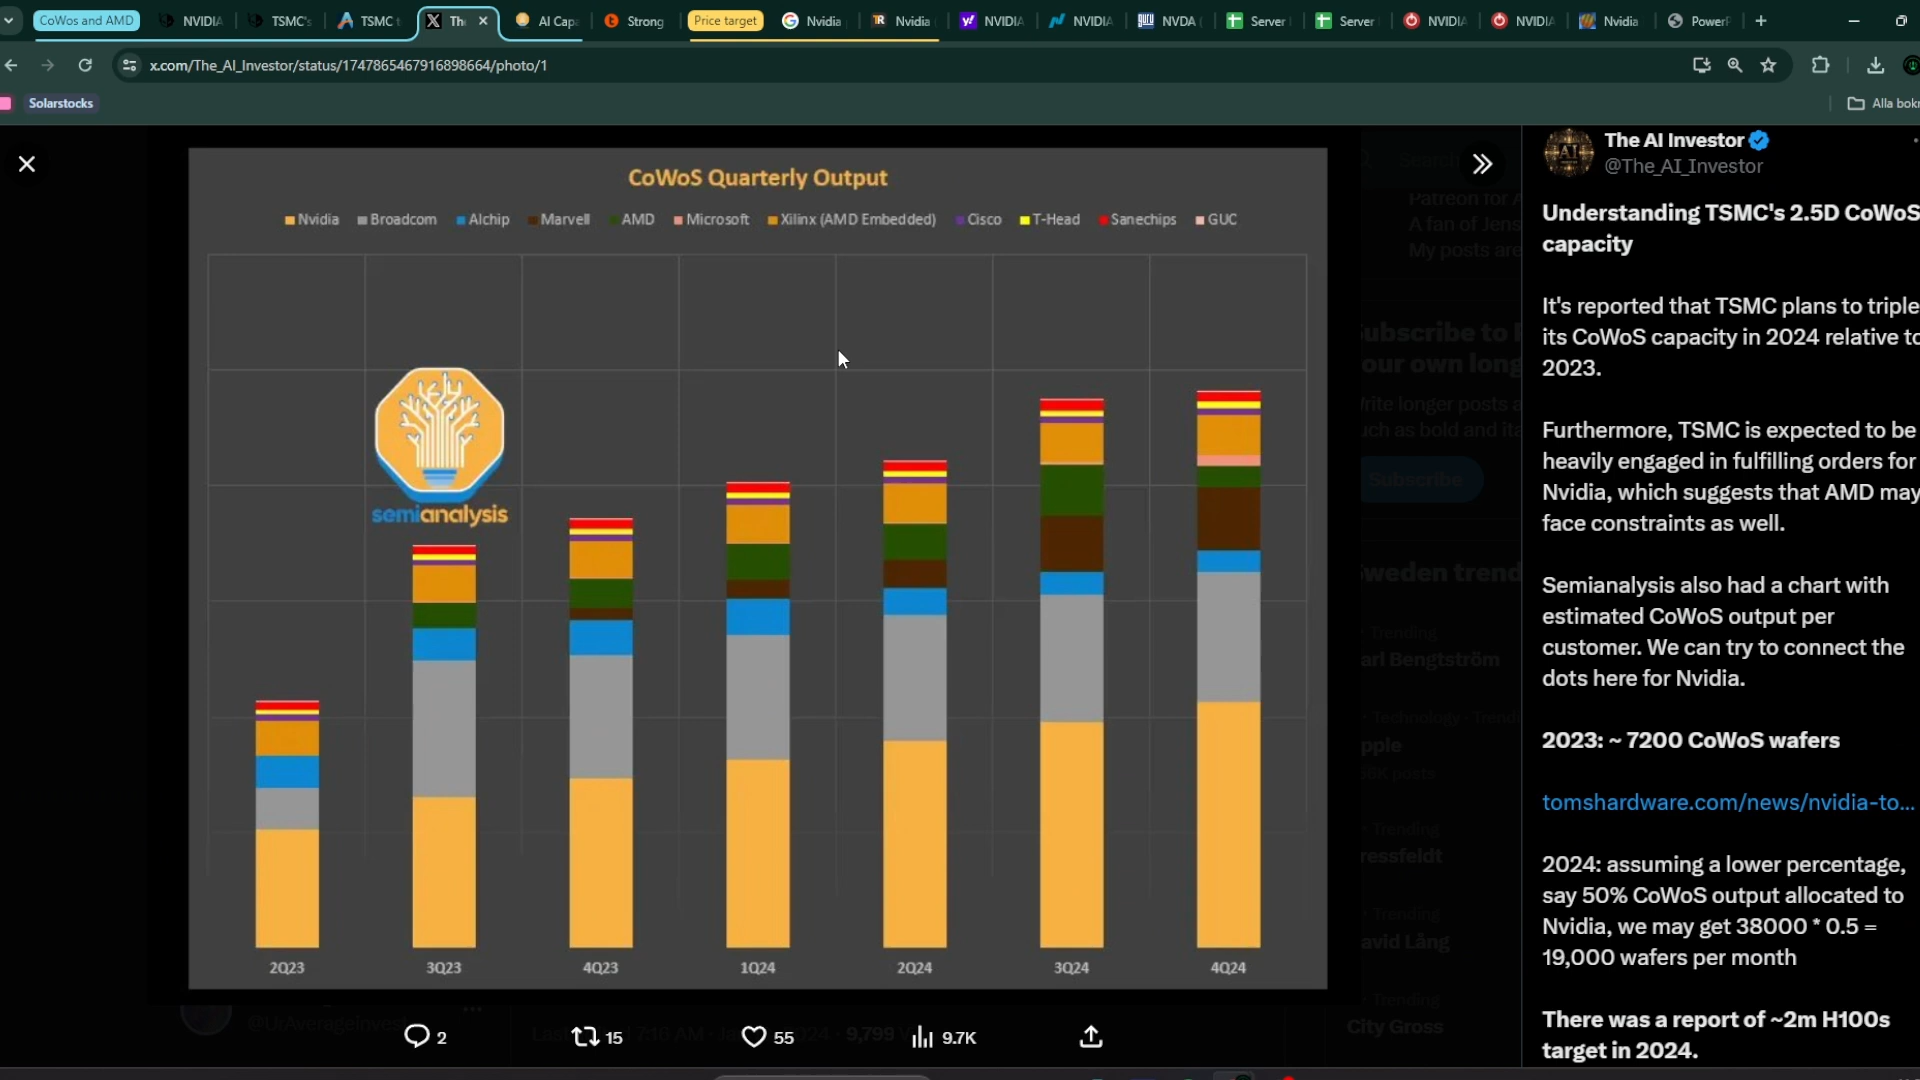 CoWos and AMD
NVIDIA
TSMC's
TSMC
Th
AI Cap
Strong
Price target
Nvidia
Nvidia
NVIDIA
NVIDIA
NVDA
Server
Server
NVIDIA
NVIDIA
Nvidia
PowerP
x.com/The_AI_Investor/status/1747865467916898664/photo/1
Solarstocks
Alla bok
CoWoS Quarterly Output
Nvidia Broadcom Alchip Marvell AMD Microsoft Xilinx (AMD Embedded) Cisco T-Head Sanechips GUC
semianalysis
2Q23 3Q23 4Q23 1Q24 2Q24 3Q24 4Q24
2 15 55 9.7K
The AI Investor
@The_AI_Investor
Understanding TSMC's 2.5D CoWoS
capacity
It's reported that TSMC plans to triple
its CoWoS capacity in 2024 relative to
2023.
Furthermore, TSMC is expected to be
heavily engaged in fulfilling orders for
Nvidia, which suggests that AMD may
face constraints as well.
Semianalysis also had a chart with
estimated CoWoS output per
customer. We can try to connect the
dots here for Nvidia.
2023: ~ 7200 CoWoS wafers
tomshardware.com/news/nvidia-to...
2024: assuming a lower percentage,
say 50% CoWoS output allocated to
Nvidia, we may get 38000 * 0.5 =
19,000 wafers per month
There was a report of ~2m H100s
target in 2024.